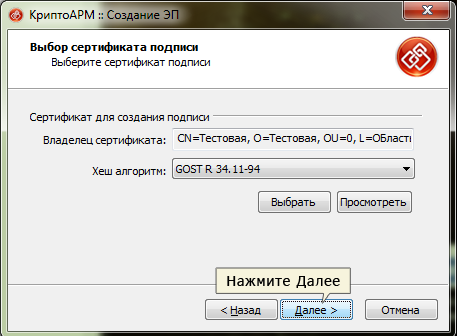 КриптоАРМ :: Создание ЭП
Выбор сертификата подписи
Выберите сертификат подписи
Сертификат для создания подписи
Владелец сертификата: CN=Тестовая, O=Тестовая, OU=0, L=ОБласть
Хеш алгоритм: GOST R 34.11-94
Выбрать Просмотреть
Нажмите Далее
< Назад Далее > Отмена